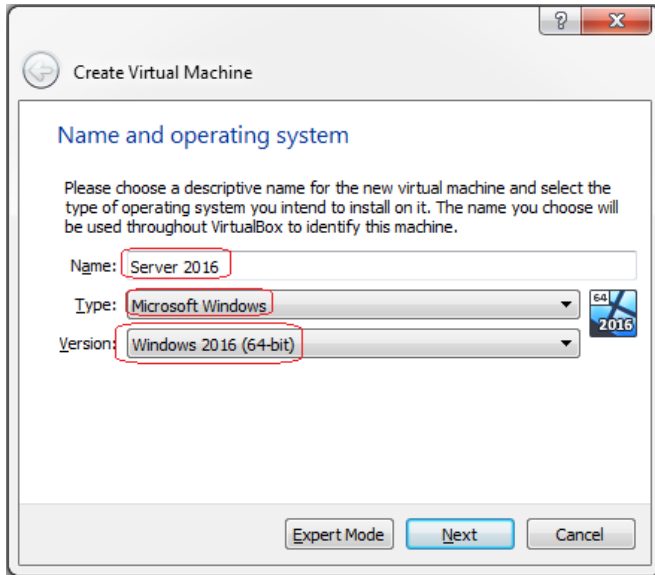 ?
X
Create Virtual Machine
Name and operating system
Please choose a descriptive name for the new virtual machine and select the
type of operating system you intend to install on it. The name you choose will
be used throughout VirtualBox to identify this machine.
Name: Server 2016
Type: Microsoft Windows
64
2016
Version: Windows 2016 (64-bit)
Expert Mode Next Cancel